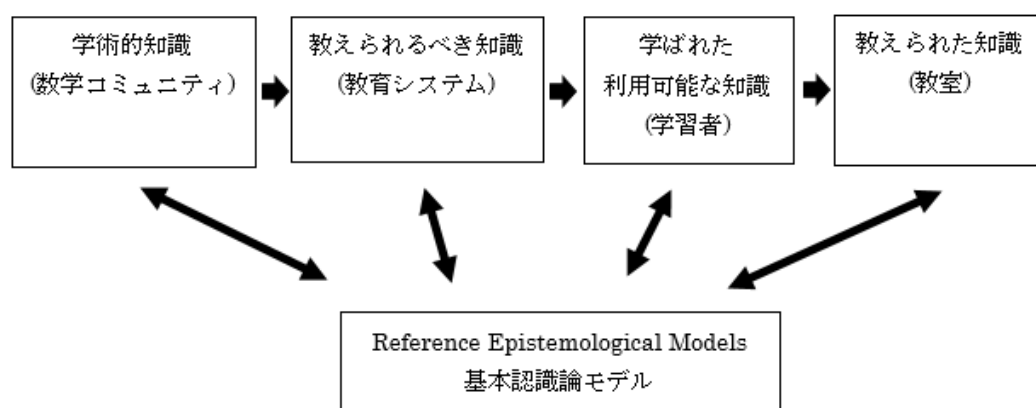 学術的知識
(数学コミュニティ)
教えられるべき知識
(教育システム)
学ばれた
利用可能な知識
(学習者)
教えられた知識
(教室)
Reference Epistemological Models
基本認識論モデル